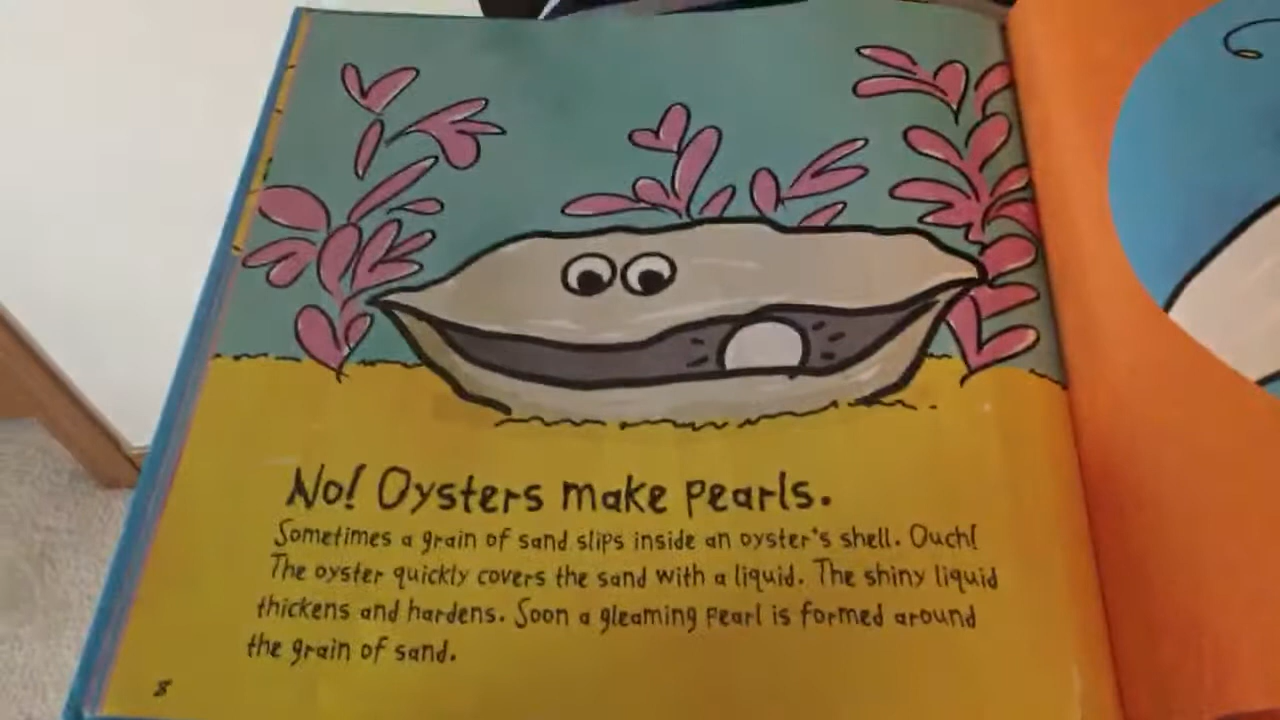 No! Oysters make pearls.
Sometimes a grain of sand slips inside an oyster's shell. Ouch!
The oyster quickly covers the sand with a liquid. The shiny liquid
thickens and hardens. Soon a gleaming pearl is formed around
the grain of sand.
8